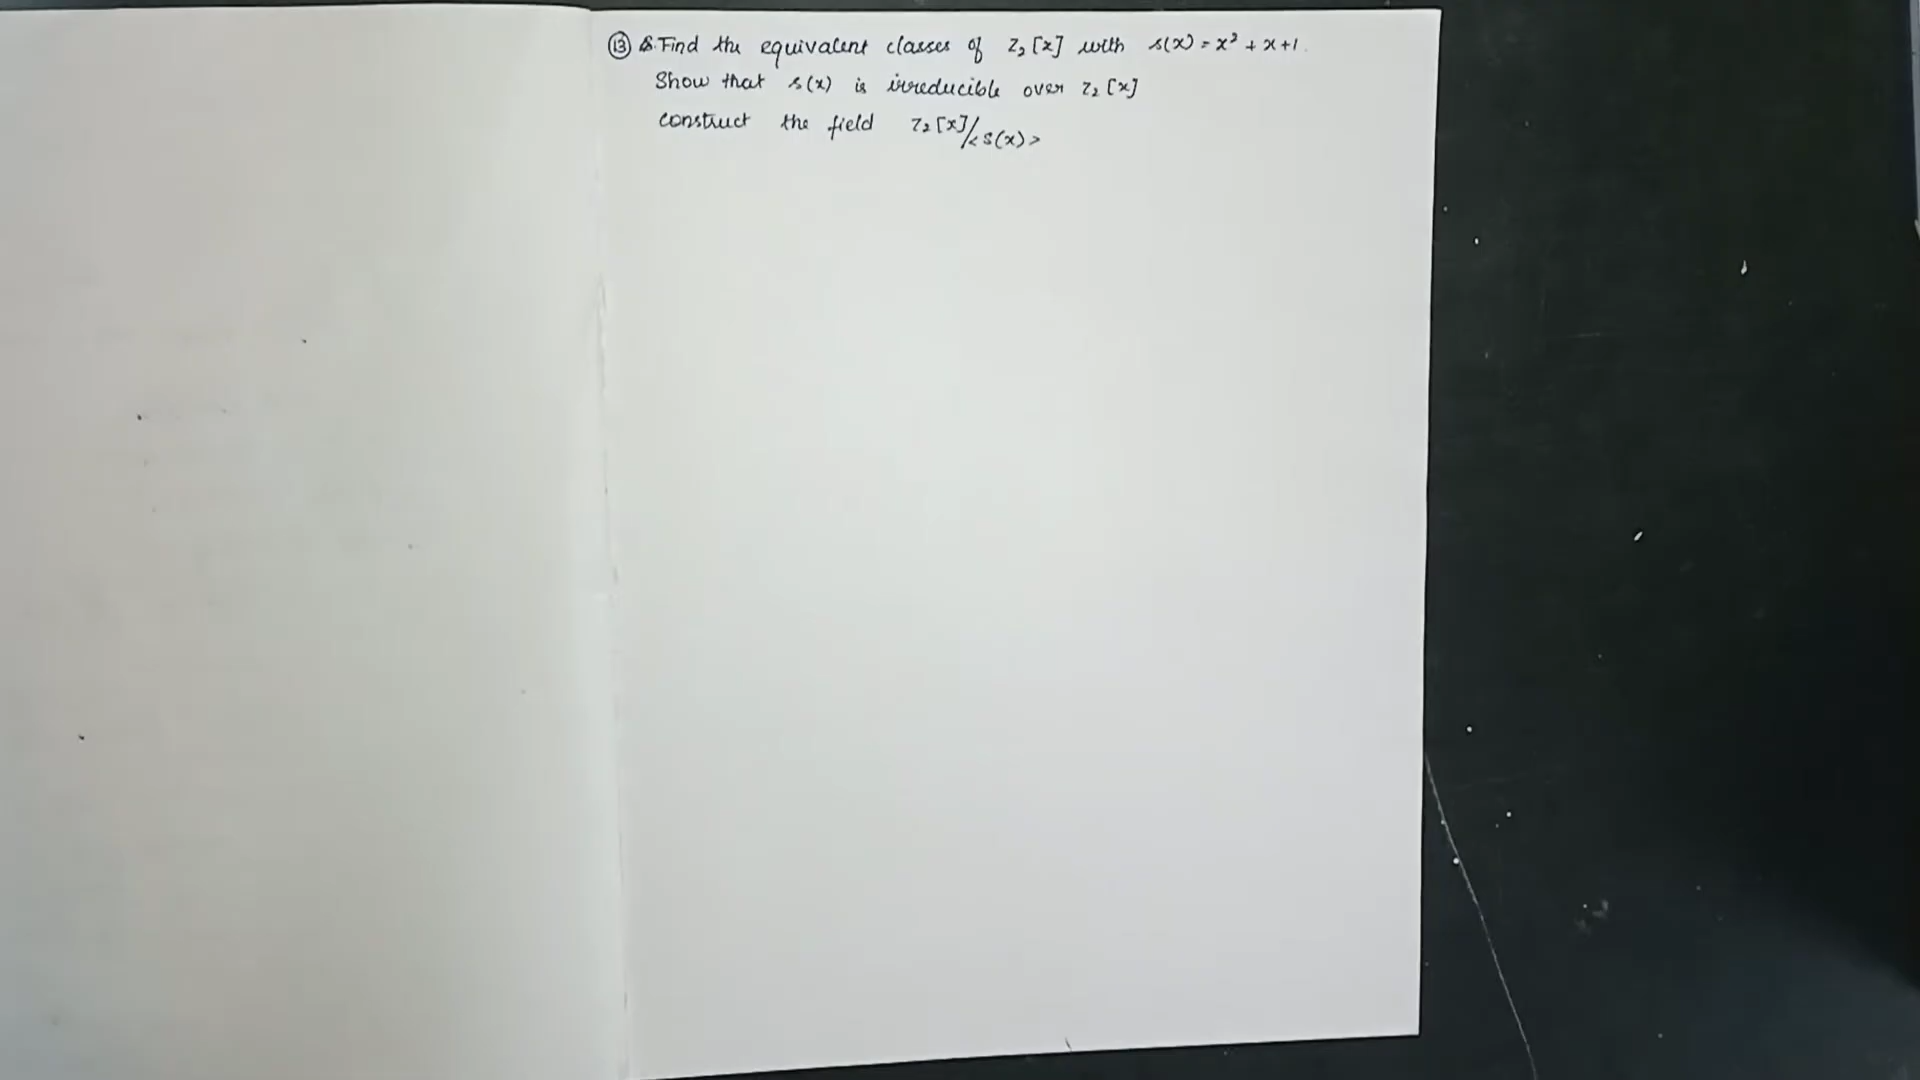 ⑬ Find the equivalent classes of Z₂[x] with s(x) = x² + x + 1.
Show that s(x) is irreducible over Z₂[x]
construct the field Z₂[x]/<s(x)>